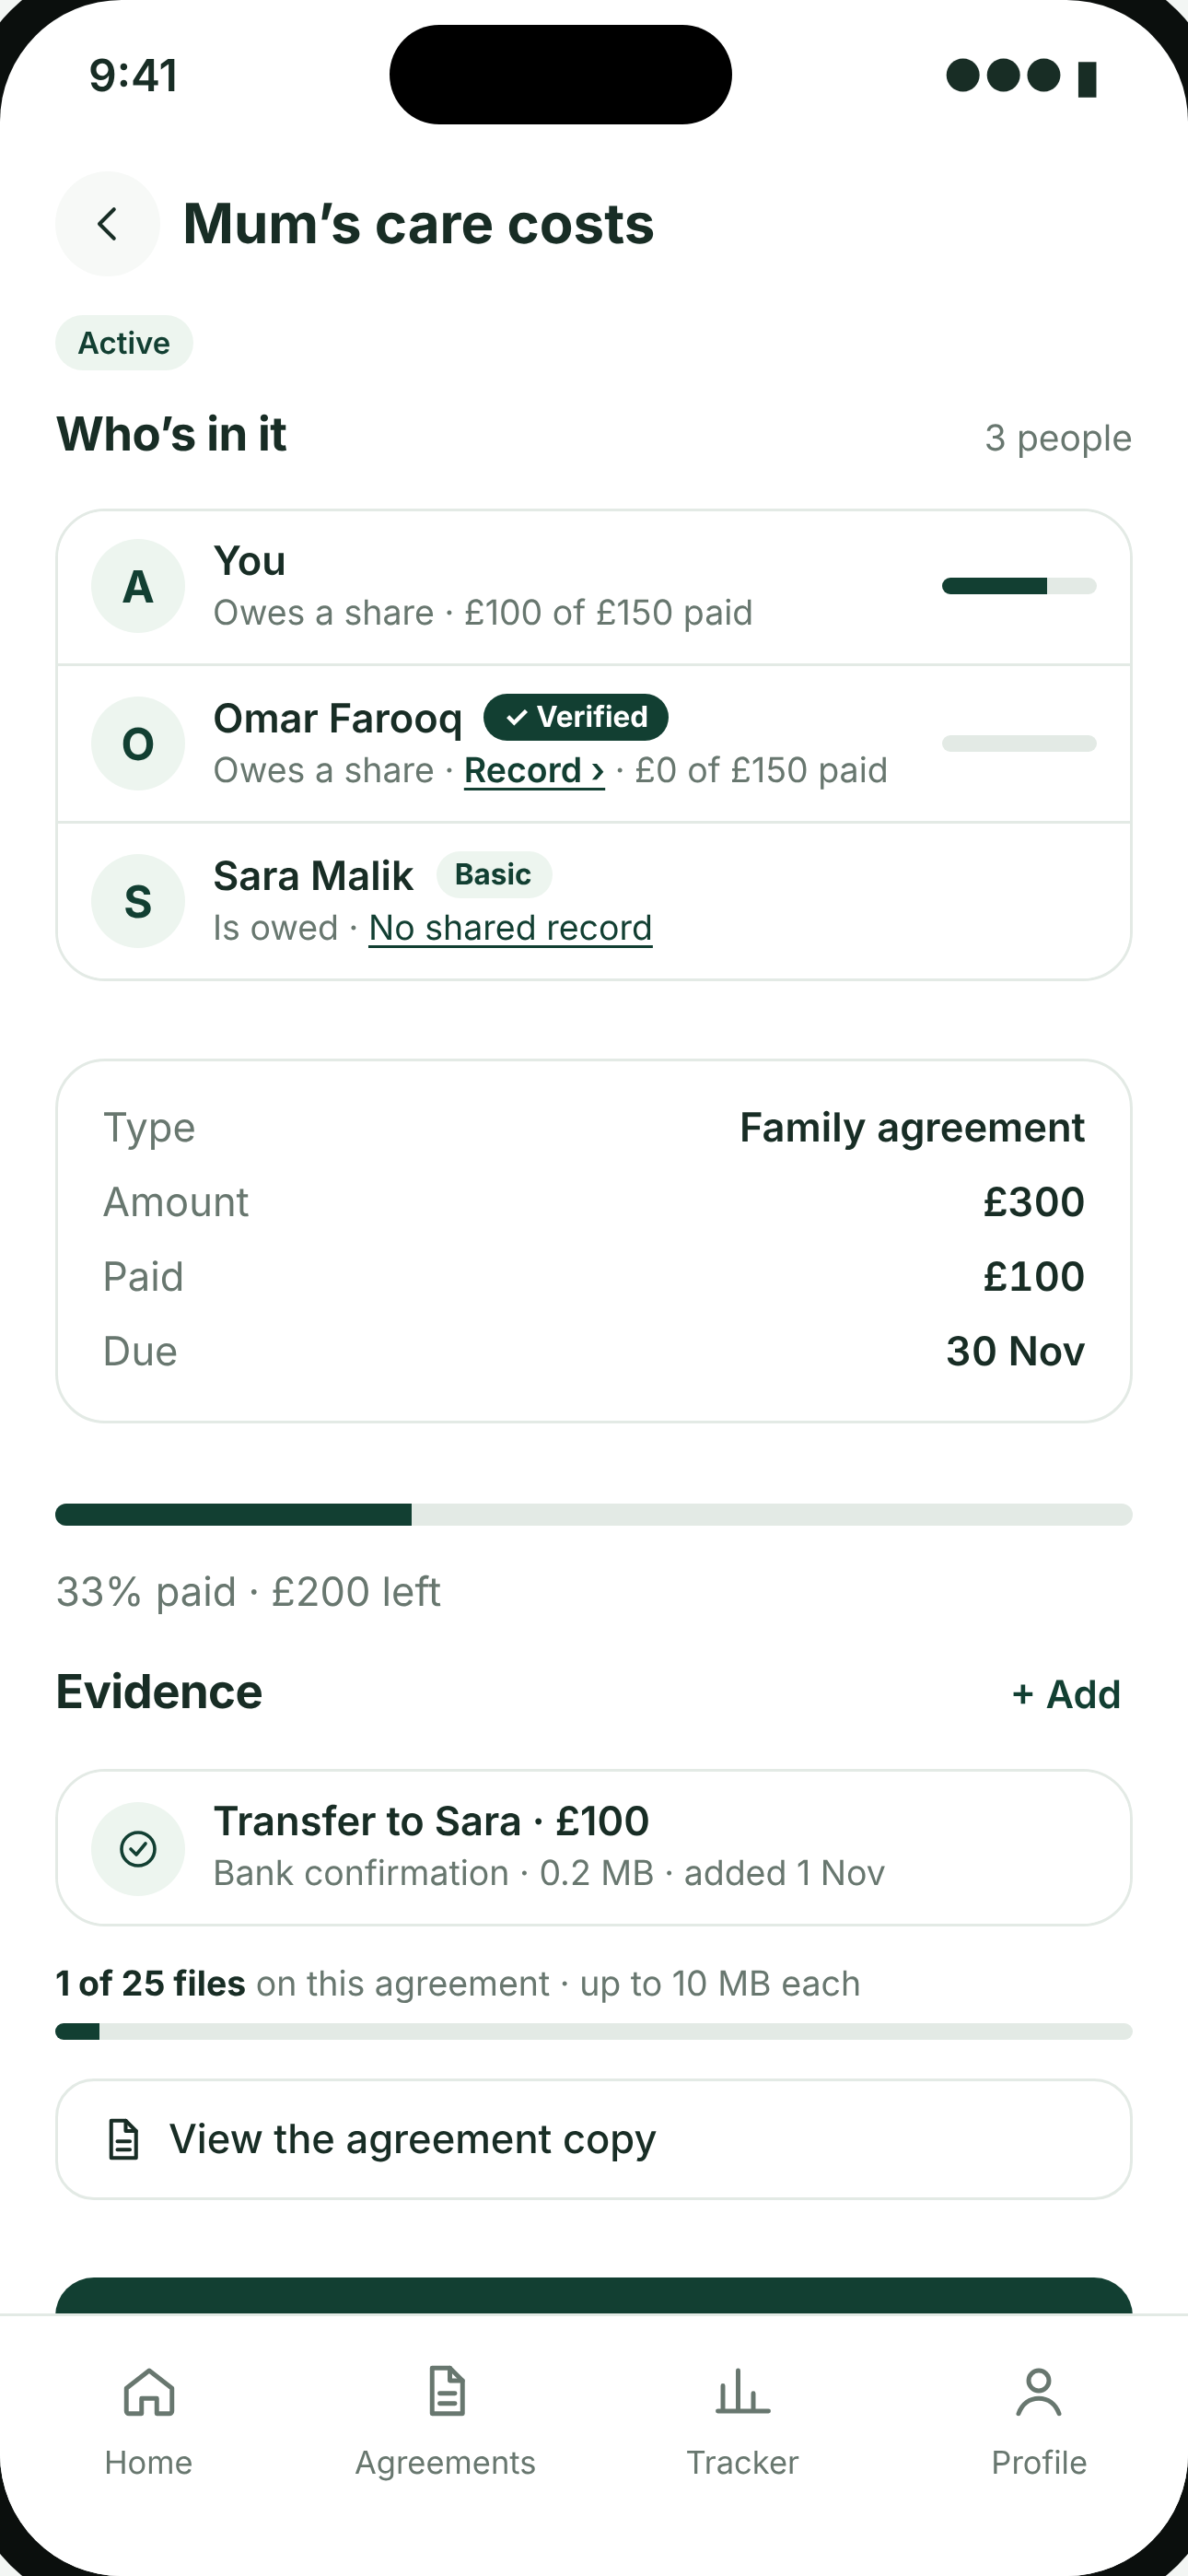 9:41
Mum’s care costs
Active
Who’s in it
3 people
A
You
Owes a share · £100 of £150 paid
O
Omar Farooq
✓ Verified
Owes a share · Record › · £0 of £150 paid
S
Sara Malik
Basic
Is owed · No shared record
Type
Family agreement
Amount
£300
Paid
£100
Due
30 Nov
33% paid · £200 left
Evidence
+ Add
Transfer to Sara · £100
Bank confirmation · 0.2 MB · added 1 Nov
1 of 25 files on this agreement · up to 10 MB each
View the agreement copy
Home
Agreements
Tracker
Profile